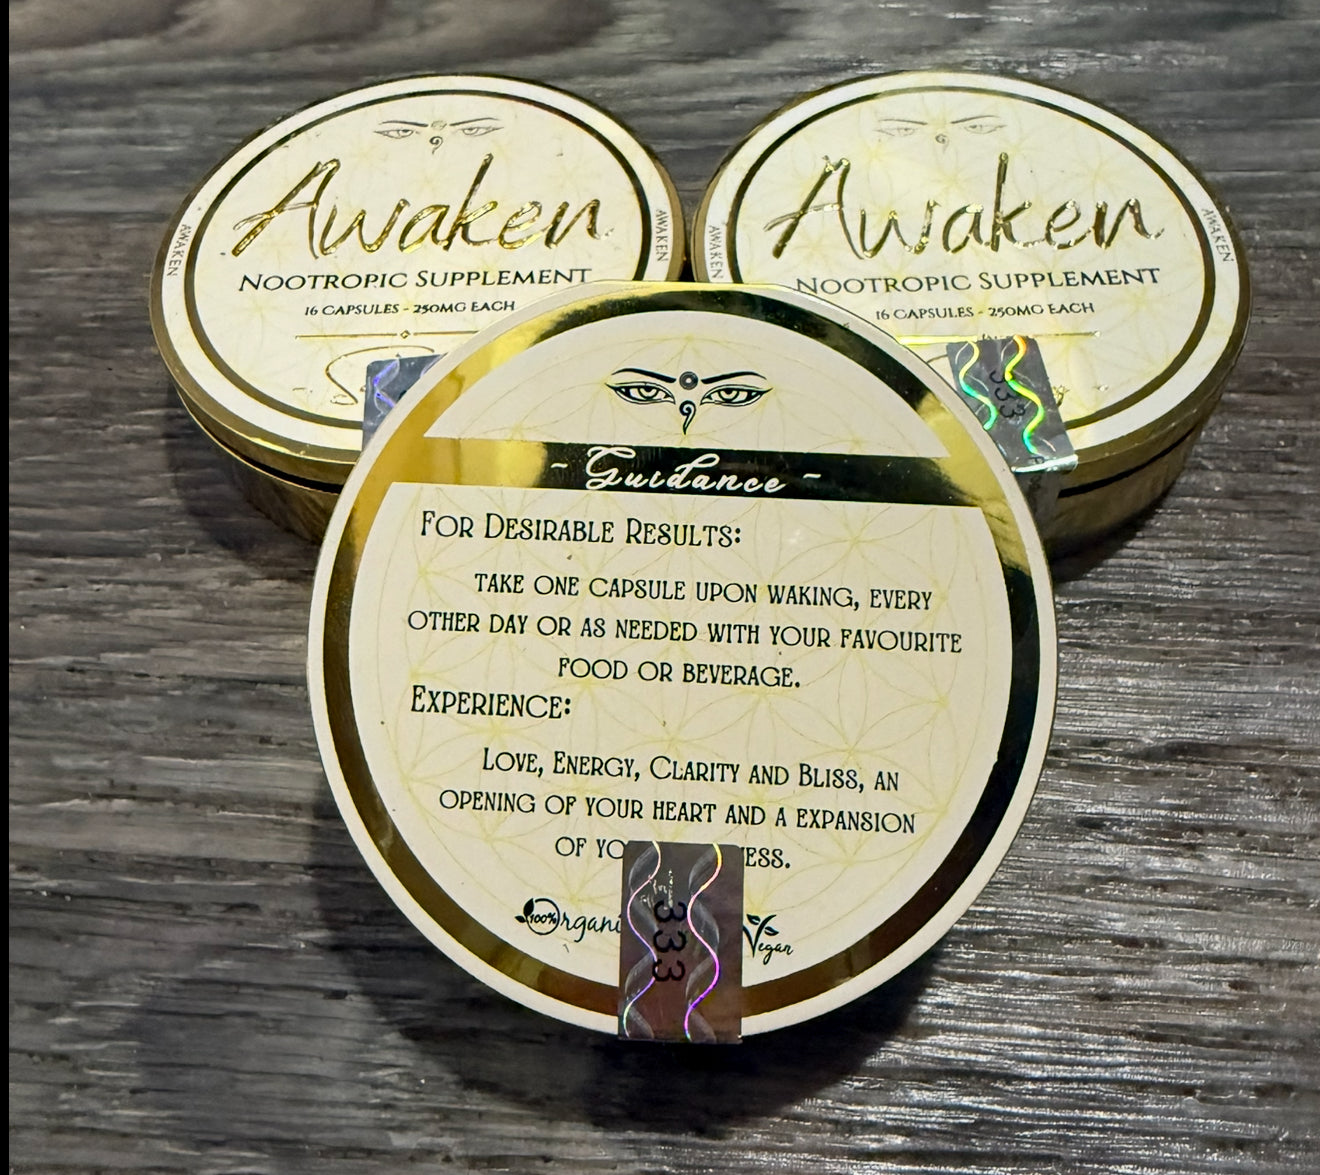 Awaken
NOOTROPIC SUPPLEMENT
16 CAPSULES - 250MG EACH
AWAKEN
AWAKEN
Awaken
NOOTROPIC SUPPLEMENT
16 CAPSULES - 250MG EACH
AWAKEN
AWAKEN
333
- Guidance -
FOR DESIRABLE RESULTS:
TAKE ONE CAPSULE UPON WAKING, EVERY
OTHER DAY OR AS NEEDED WITH YOUR FAVOURITE
FOOD OR BEVERAGE.
EXPERIENCE:
LOVE, ENERGY, CLARITY AND BLISS, AN
OPENING OF YOUR HEART AND A EXPANSION
OF
100% Organi
Vegan
333